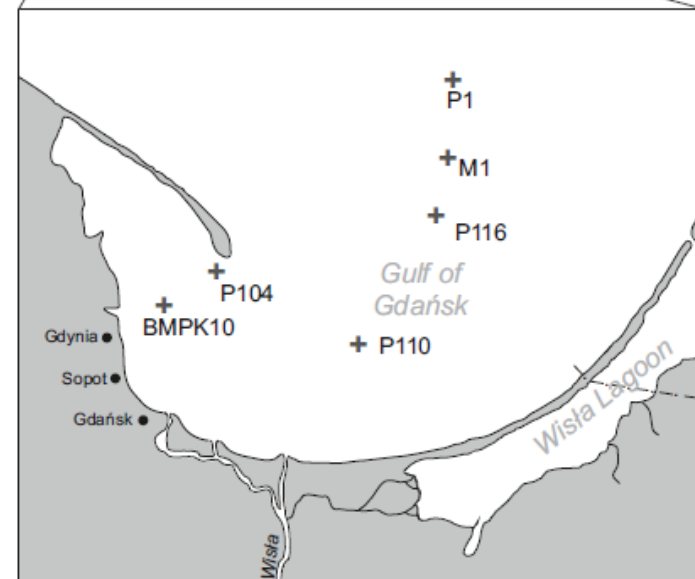 P1
M1
P116
Gulf of
Gdańsk
P104
BMPK10
P110
Gdynia
Sopot
Gdańsk
Wisła Lagoon
Wisła